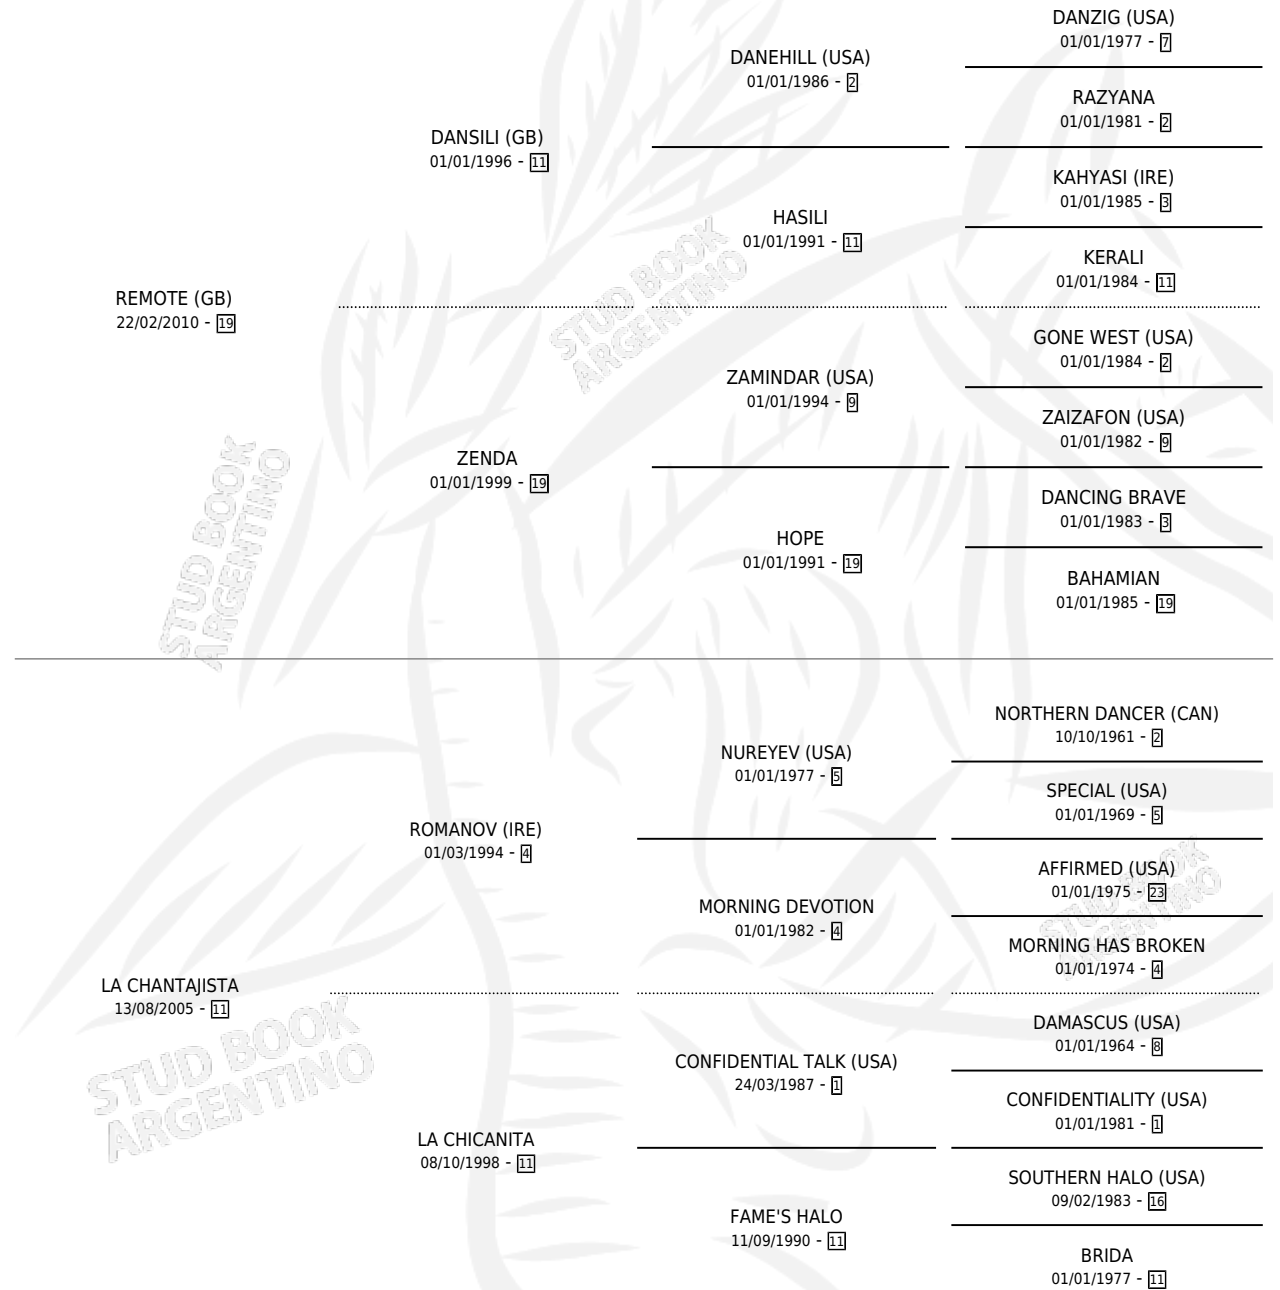 DANZIG (USA)
01/01/1977 - 7
DANEHILL (USA)
01/01/1986 - 2
RAZYANA
01/01/1981 - 2
DANSILI (GB)
01/01/1996 - 11
KAHYASI (IRE)
01/01/1985 - 3
HASILI
01/01/1991 - 11
KERALI
01/01/1984 - 11
REMOTE (GB)
22/02/2010 - 19
GONE WEST (USA)
01/01/1984 - 2
ZAMINDAR (USA)
01/01/1994 - 9
ZAIZAFON (USA)
01/01/1982 - 9
ZENDA
01/01/1999 - 19
DANCING BRAVE
01/01/1983 - 3
HOPE
01/01/1991 - 19
BAHAMIAN
01/01/1985 - 19
STUD BOOK
ARGENTINO
STUD BOOK
ARGENTINO
NORTHERN DANCER (CAN)
10/10/1961 - 2
NUREYEV (USA)
01/01/1977 - 5
SPECIAL (USA)
01/01/1969 - 5
ROMANOV (IRE)
01/03/1994 - 4
AFFIRMED (USA)
01/01/1975 - 23
MORNING DEVOTION
01/01/1982 - 4
MORNING HAS BROKEN
01/01/1974 - 4
LA CHANTAJISTA
13/08/2005 - 11
DAMASCUS (USA)
01/01/1964 - 8
CONFIDENTIAL TALK (USA)
24/03/1987 - 1
CONFIDENTIALITY (USA)
01/01/1981 - 1
LA CHICANITA
08/10/1998 - 11
SOUTHERN HALO (USA)
09/02/1983 - 16
FAME'S HALO
11/09/1990 - 11
BRIDA
01/01/1977 - 11
STUD BOOK
ARGENTINO
STUD BOOK
ARGENTINO